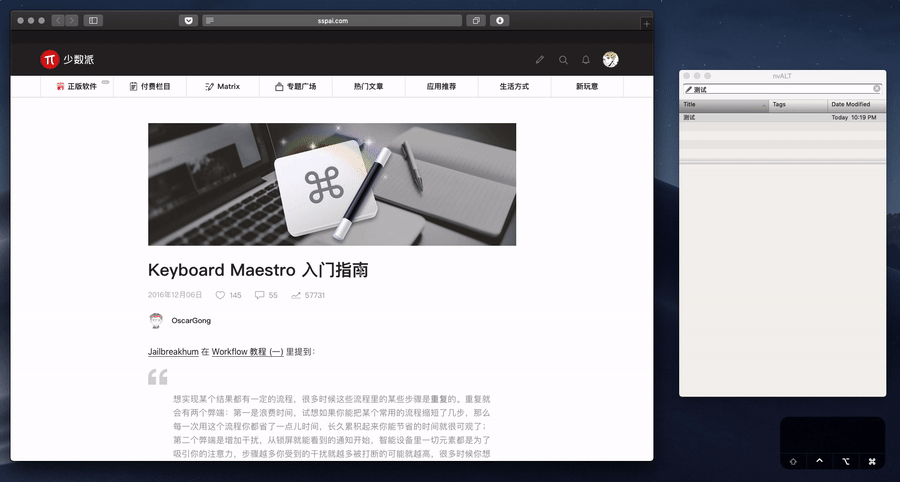 sspai.com
少数派
正版软件
付费栏目
Matrix
专题广场
热门文章
应用推荐
生活方式
新玩意
Keyboard Maestro 入门指南
2016年12月06日 145 55 57731
OscarGong
Jailbreakhum 在 Workflow 教程 (一) 里提到：
想实现某个结果都有一定的流程，很多时候这些流程里的某些步骤是重复的。重复就
会有两个弊端：第一是浪费时间，试想如果你能把某个常用的流程缩短了几步，那么
每一次用这个流程你都省了一点儿时间，长久累积起来你能节省的时间就很可观了；
第二个弊端是增加干扰，从锁屏就能看到的通知开始，智能设备里一切元素都是为了
吸引你的注意力，步骤越多你受到的干扰就越多被打断的可能就越高，很多时候你想
nvALT
测试
Title Tags Date Modified
测试 Today 10:19 PM